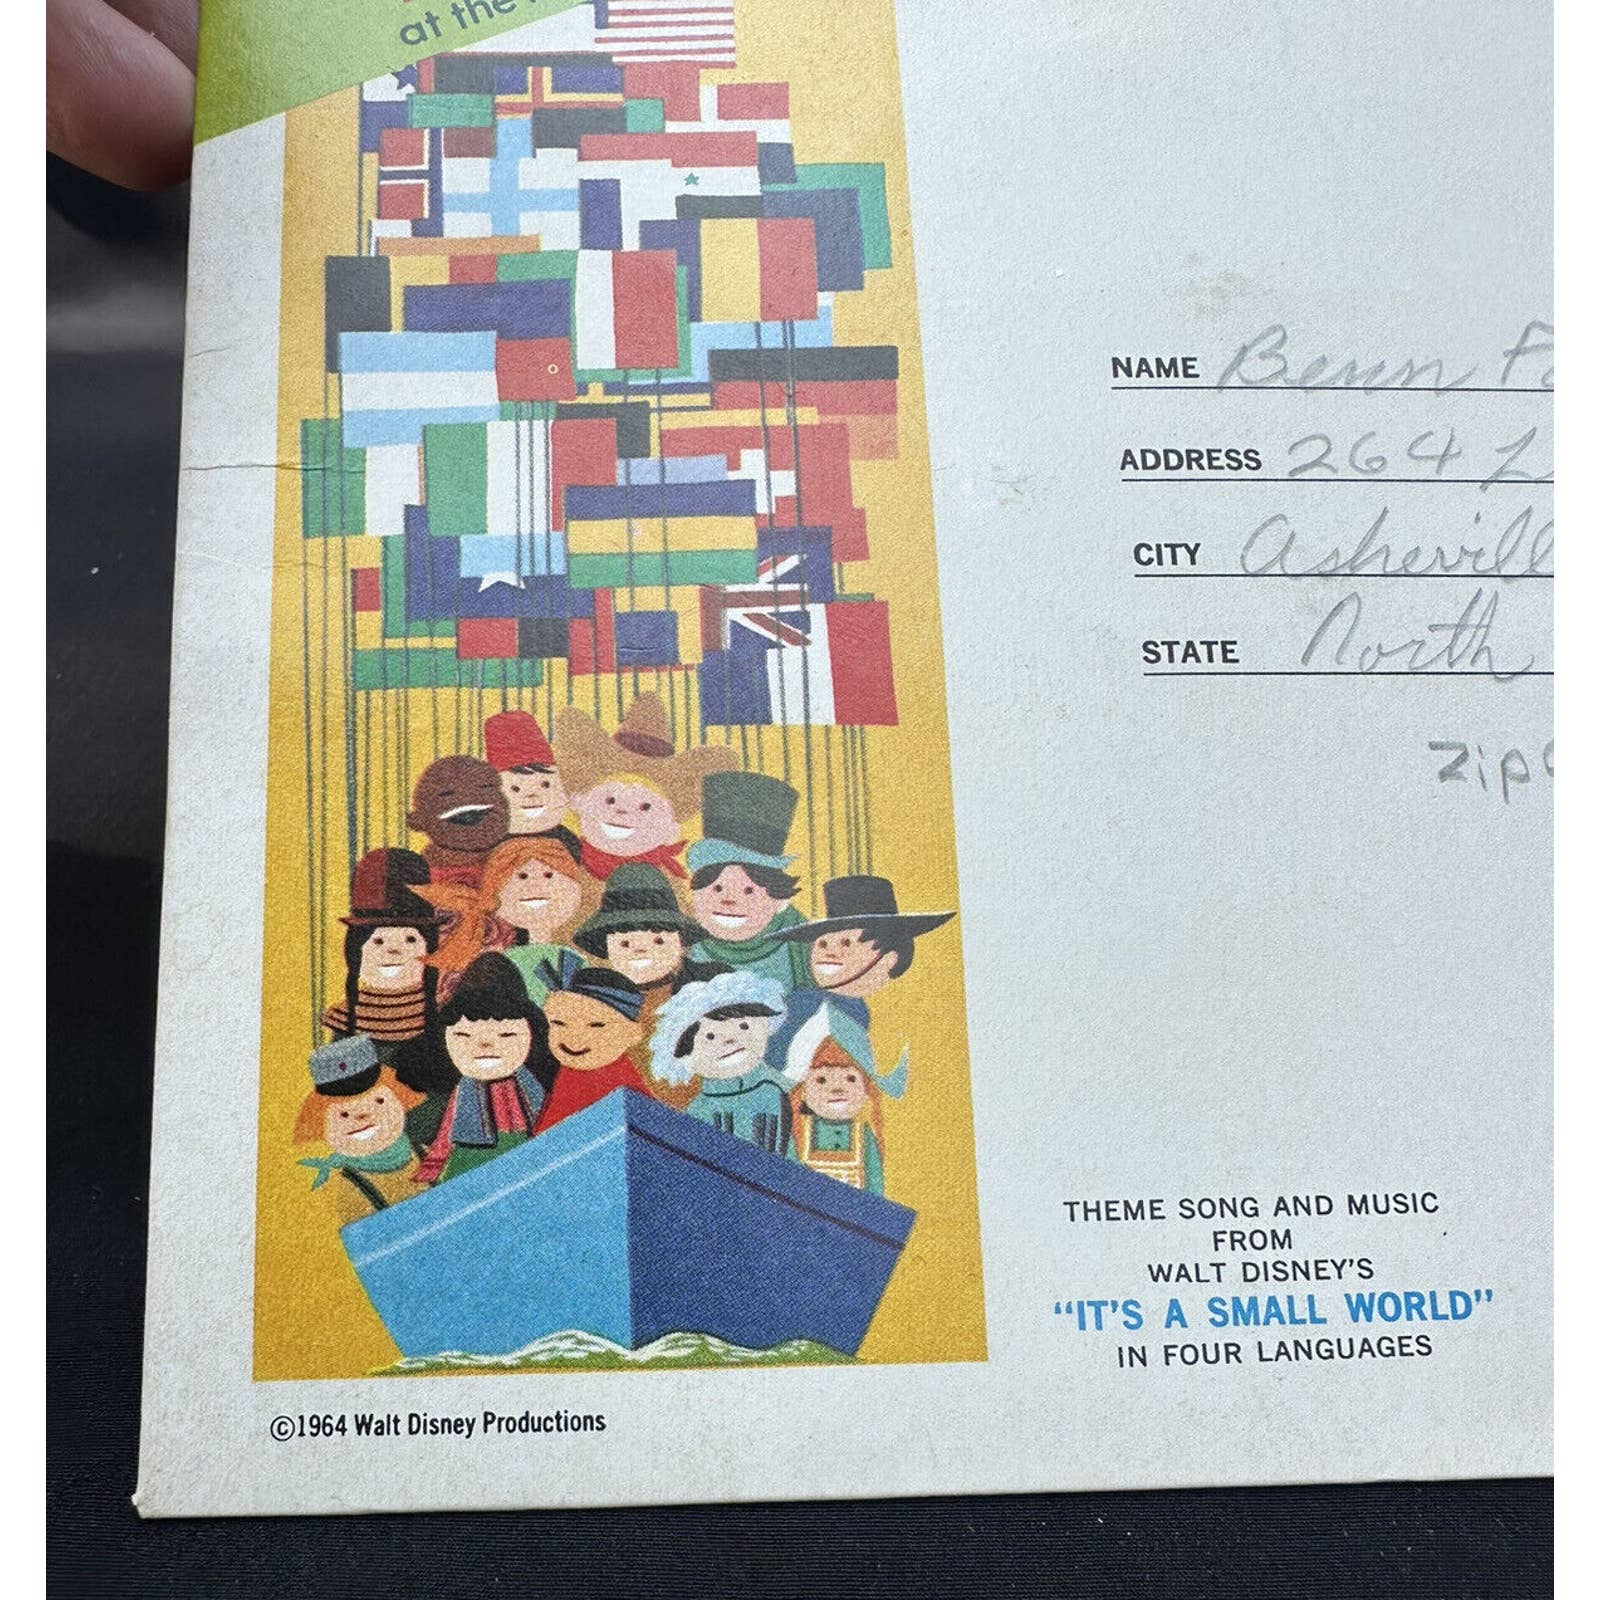 at the
NAME
ADDRESS 264
CITY Asheville
STATE North
Zip
THEME SONG AND MUSIC
FROM
WALT DISNEY'S
"IT'S A SMALL WORLD"
IN FOUR LANGUAGES
©1964 Walt Disney Productions